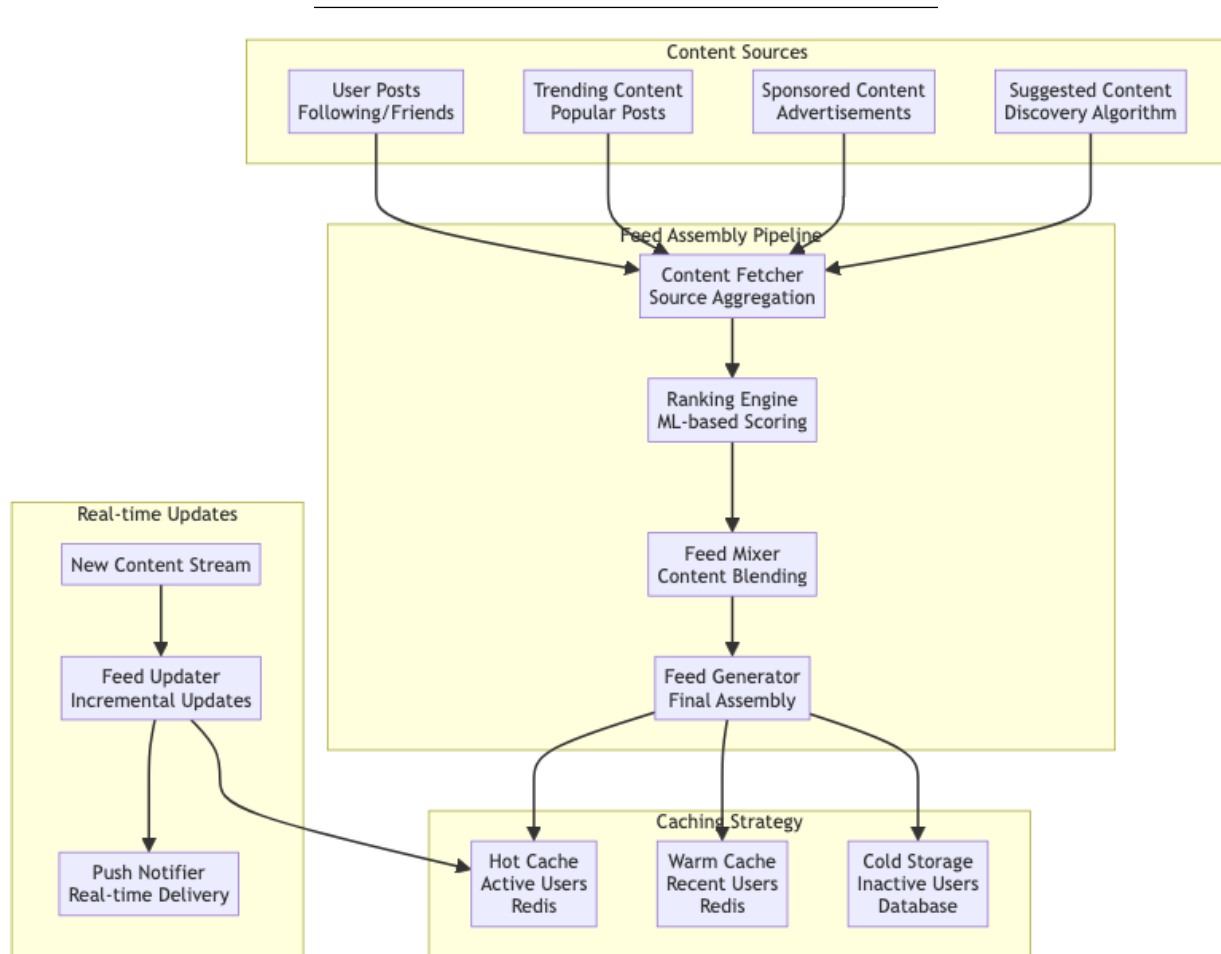 Content Sources
User Posts
Following/Friends
Trending Content
Popular Posts
Sponsored Content
Advertisements
Suggested Content
Discovery Algorithm
Feed Assembly Pipeline
Content Fetcher
Source Aggregation
Ranking Engine
ML-based Scoring
Feed Mixer
Content Blending
Feed Generator
Final Assembly
Real-time Updates
New Content Stream
Feed Updater
Incremental Updates
Push Notifier
Real-time Delivery
Caching Strategy
Hot Cache
Active Users
Redis
Warm Cache
Recent Users
Redis
Cold Storage
Inactive Users
Database